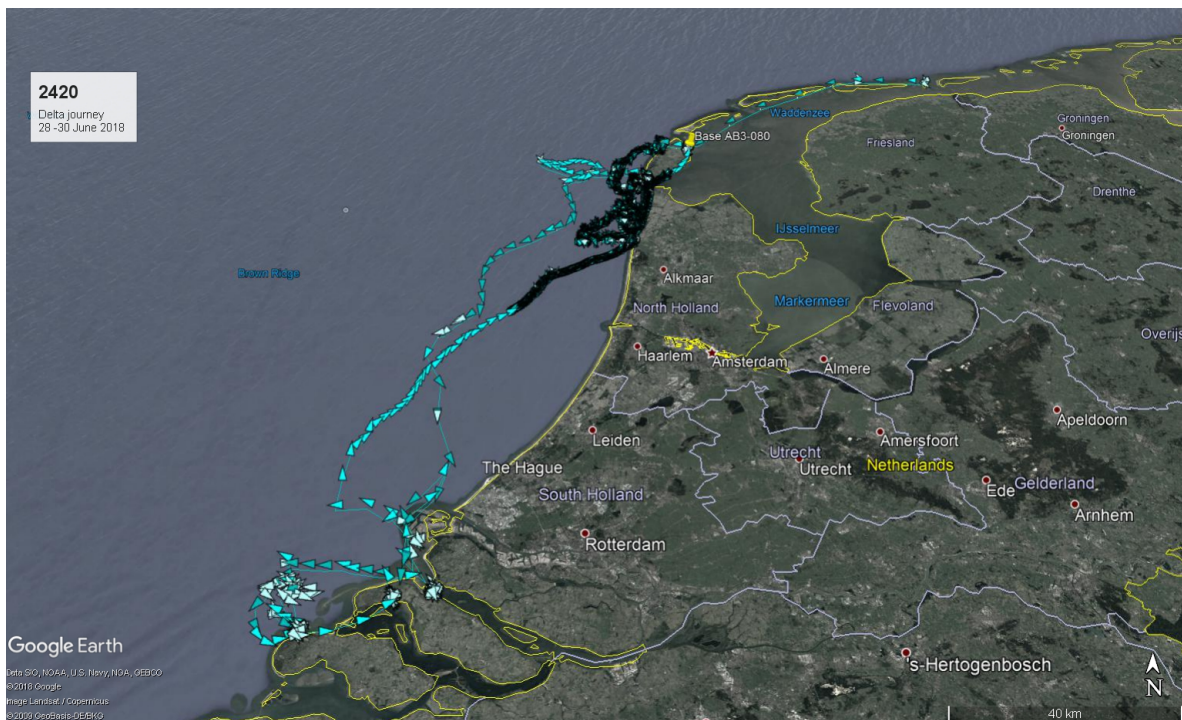 2420
Delta journey
28 -30 June 2018
Waddenzee
Base AB3-080
Groningen
Groningen
Friesland
Drenthe
IJsselmeer
Brown Ridge
Alkmaar
Markermeer
Flevoland
North Holland
Overijs
Haarlem
Amsterdam
Almere
Apeldoorn
Leiden
Amersfoort
Utrecht
Utrecht
Netherlands
The Hague
Ede
Gelderland
South Holland
Arnhem
Rotterdam
Google Earth
Data SIO, NOAA, U.S. Navy, NGA, GEBCO
©2018 Google
Image Landsat / Copernicus
©2009 GeoBasis-DE/BKG
's-Hertogenbosch
N
40 km